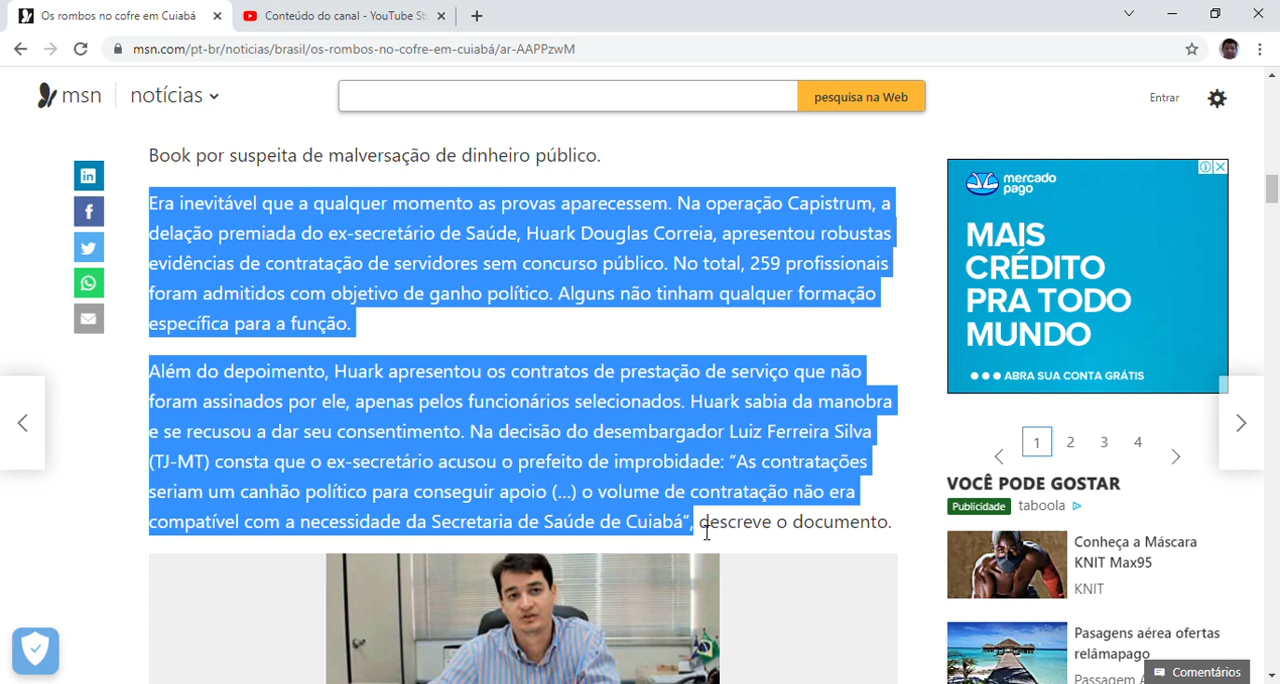 Os rombos no cofre em Cuiabá
Conteúdo do canal - YouTube St
msn.com/pt-br/noticias/brasil/os-rombos-no-cofre-em-cuiabá/ar-AAPPzwM
msn
notícias
pesquisa na Web
Entrar
Book por suspeita de malversação de dinheiro público.
Era inevitável que a qualquer momento as provas aparecessem. Na operação Capistrum, a
delação premiada do ex-secretário de Saúde, Huark Douglas Correia, apresentou robustas
evidências de contratação de servidores sem concurso público. No total, 259 profissionais
foram admitidos com objetivo de ganho político. Alguns não tinham qualquer formação
específica para a função.
Além do depoimento, Huark apresentou os contratos de prestação de serviço que não
foram assinados por ele, apenas pelos funcionários selecionados. Huark sabia da manobra
e se recusou a dar seu consentimento. Na decisão do desembargador Luiz Ferreira Silva
(TJ-MT) consta que o ex-secretário acusou o prefeito de improbidade: “As contratações
seriam um canhão político para conseguir apoio (...) o volume de contratação não era
compatível com a necessidade da Secretaria de Saúde de Cuiabá”, descreve o documento.
mercado
pago
MAIS
CRÉDITO
PRA TODO
MUNDO
ABRA SUA CONTA GRÁTIS
1 2 3 4
VOCÊ PODE GOSTAR
Publicidade taboola
Conheça a Máscara
KNIT Max95
KNIT
Pasagens aérea ofertas
relâmpago
Passagem A
Comentários